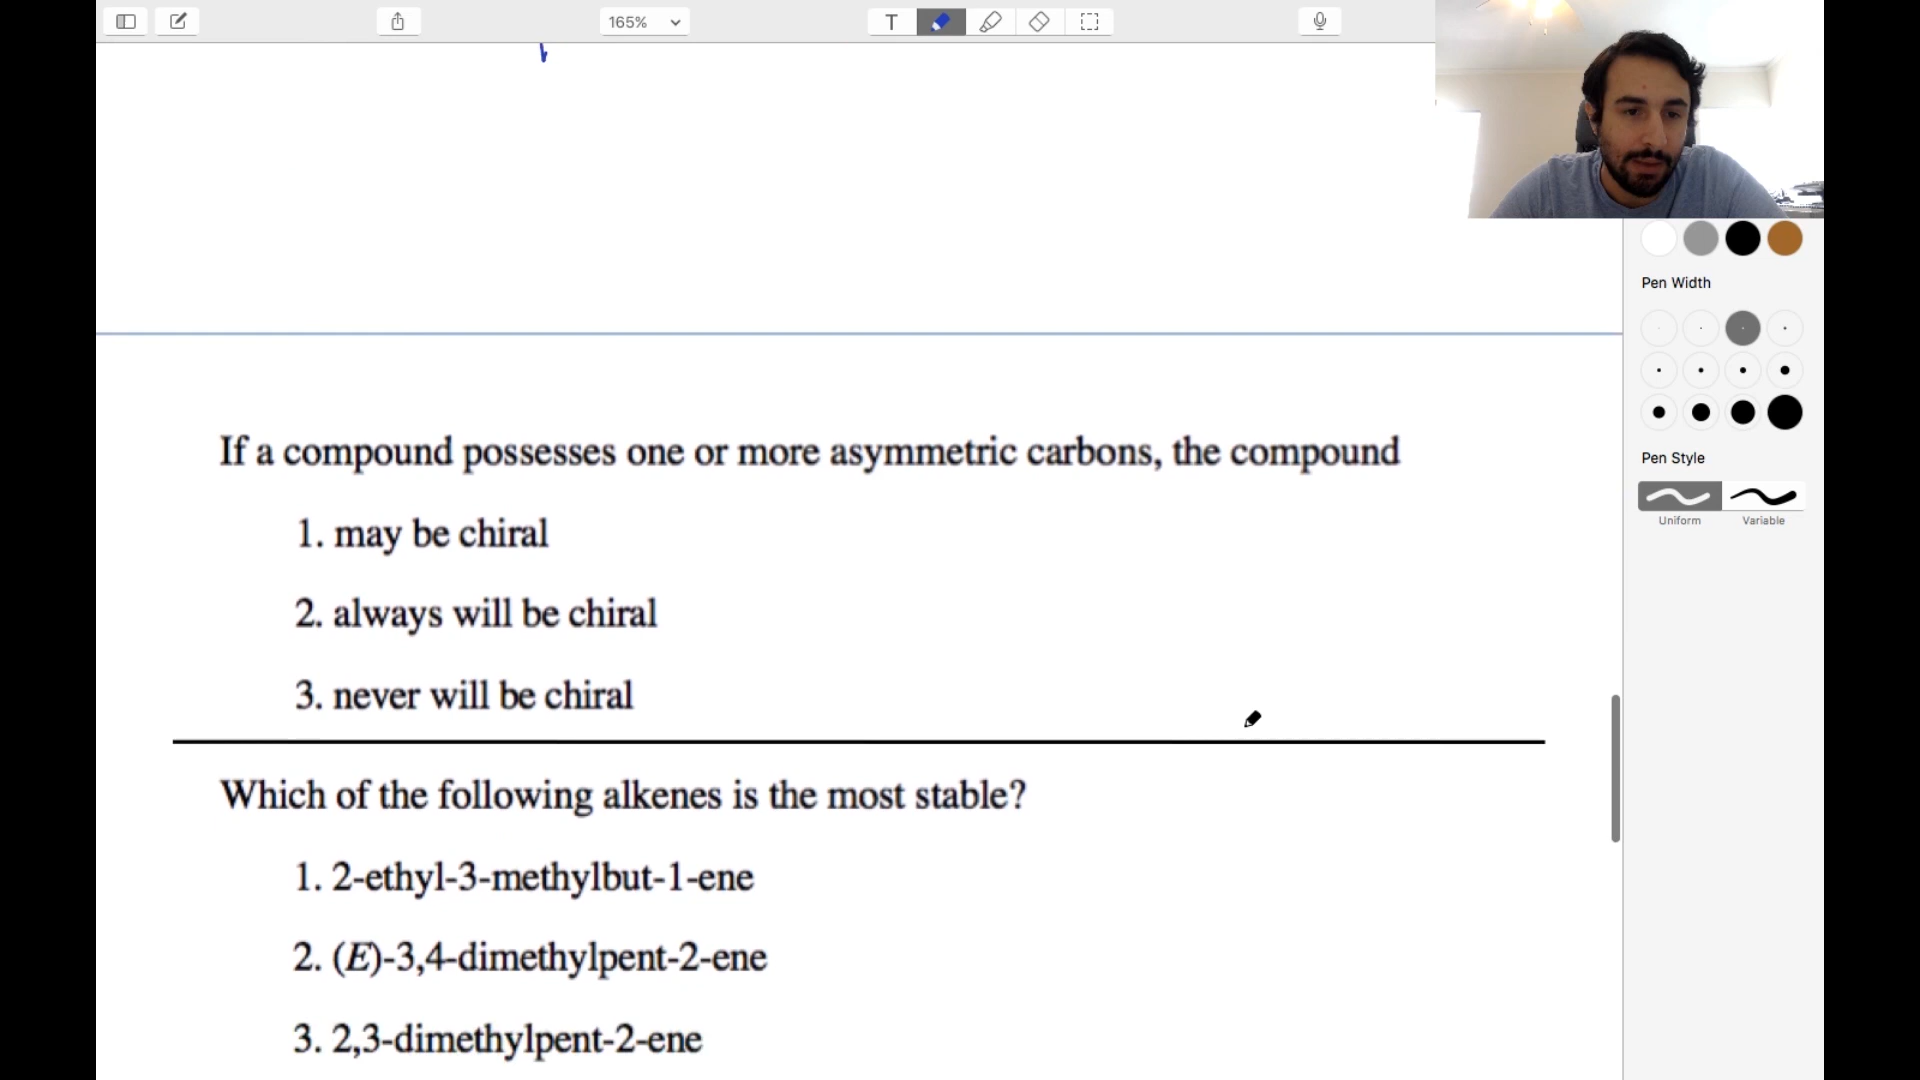 165%
T
Pen Width
If a compound possesses one or more asymmetric carbons, the compound
1. may be chiral
2. always will be chiral
3. never will be chiral
Uniform
Variable
Pen Style
Which of the following alkenes is the most stable?
1. 2-ethyl-3-methylbut-1-ene
2. (E)-3,4-dimethylpent-2-ene
3. 2,3-dimethylpent-2-ene